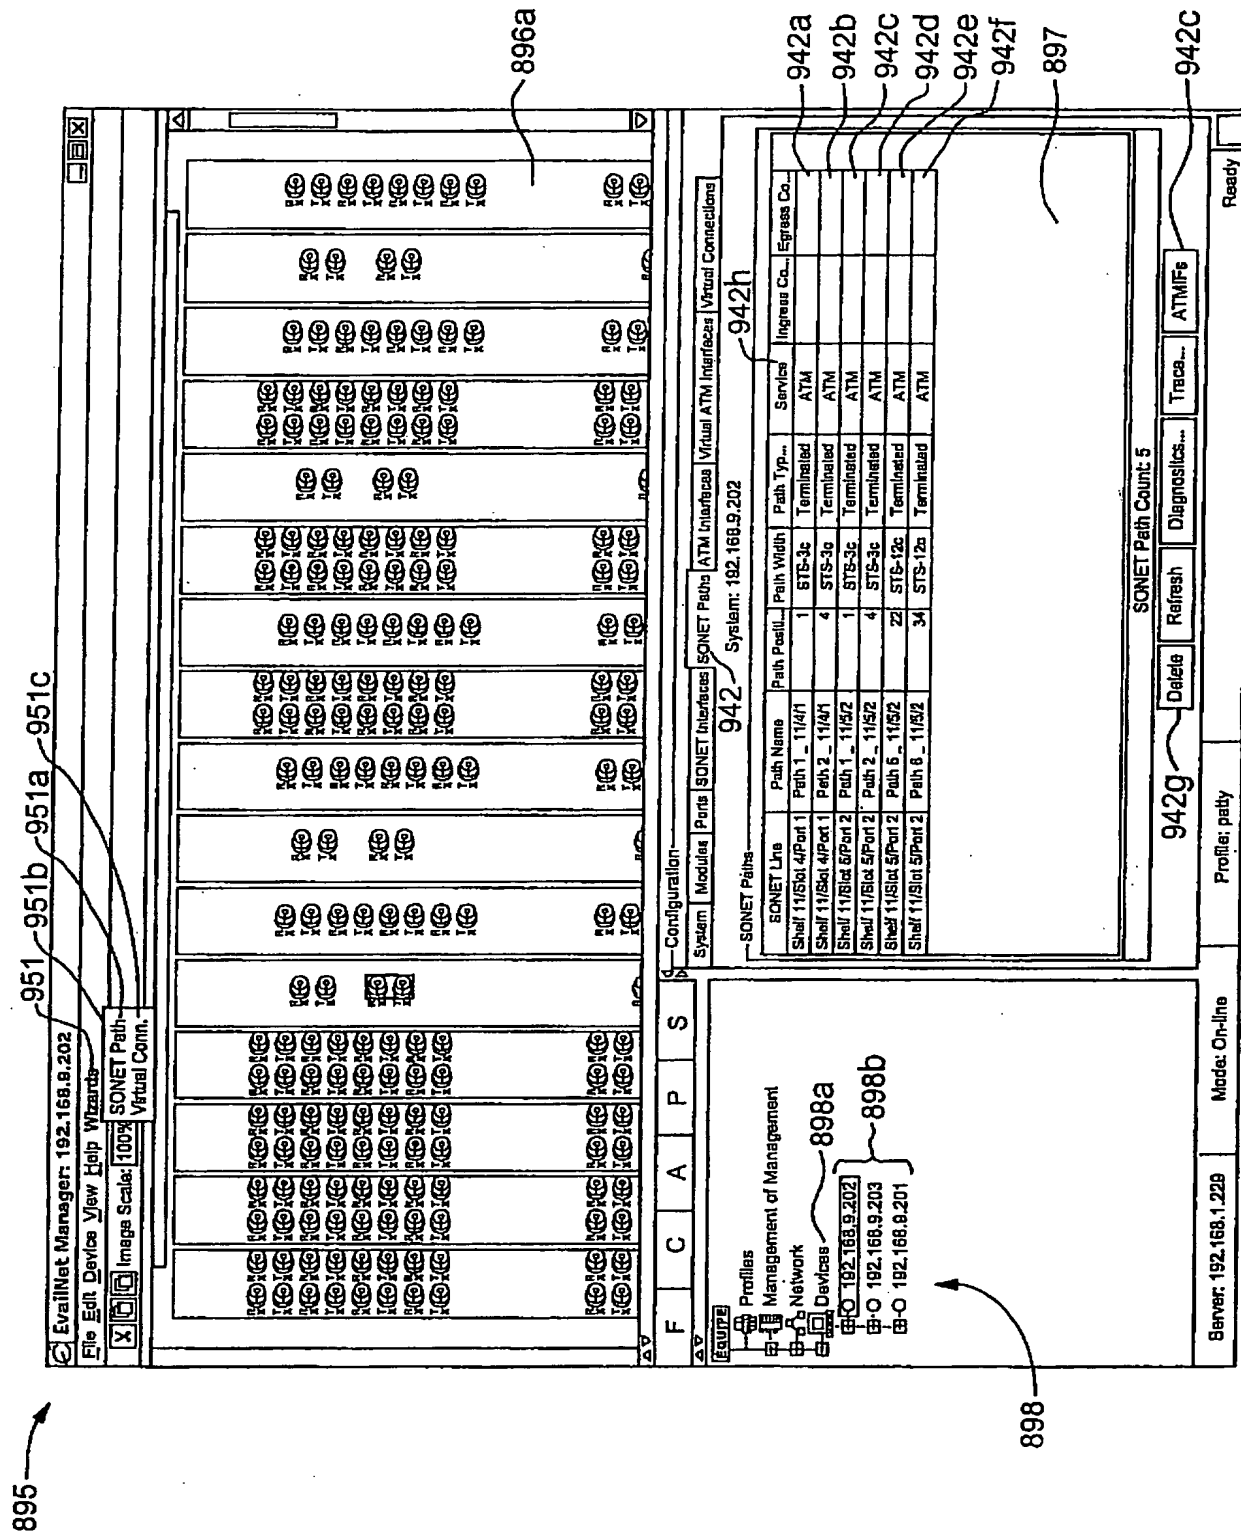 895
951
951b
951a
951c
EvailNet Manager: 192.168.9.202
File Edit Device View Help Wizards
SONET Path
Virtual Conn.
Image Scale: 100%
896a
F C A P S
EQUIPE
Profiles
Management of Management
Network
Devices
192.168.9.202
192.168.9.203
192.168.9.201
898a
898b
898
Configuration
System Modules Ports SONET Interfaces SONET Paths ATM Interfaces Virtual ATM Interfaces Virtual Connections
942
System: 192.168.9.202
942h
SONET Paths
SONET Line Path Name Path Positi... Path Width Path Typ... Service Ingress Co... Egress Co...
Shelf 11/Slot 4/Port 1 Path 1 _ 11/4/1 1 STS-3c Terminated ATM
Shelf 11/Slot 4/Port 1 Path 2 _ 11/4/1 4 STS-3c Terminated ATM
Shelf 11/Slot 5/Port 2 Path 1 _ 11/5/2 1 STS-3c Terminated ATM
Shelf 11/Slot 5/Port 2 Path 2 _ 11/5/2 4 STS-3c Terminated ATM
Shelf 11/Slot 5/Port 2 Path 5 _ 11/5/2 22 STS-12c Terminated ATM
Shelf 11/Slot 5/Port 2 Path 6 _ 11/5/2 34 STS-12c Terminated ATM
942a
942b
942c
942d
942e
942f
897
SONET Path Count: 5
942g
Delete Refresh Diagnostics... Trace... ATMIFs
942c
Server: 192.168.1.229 Mode: On-line Profile: patty Ready